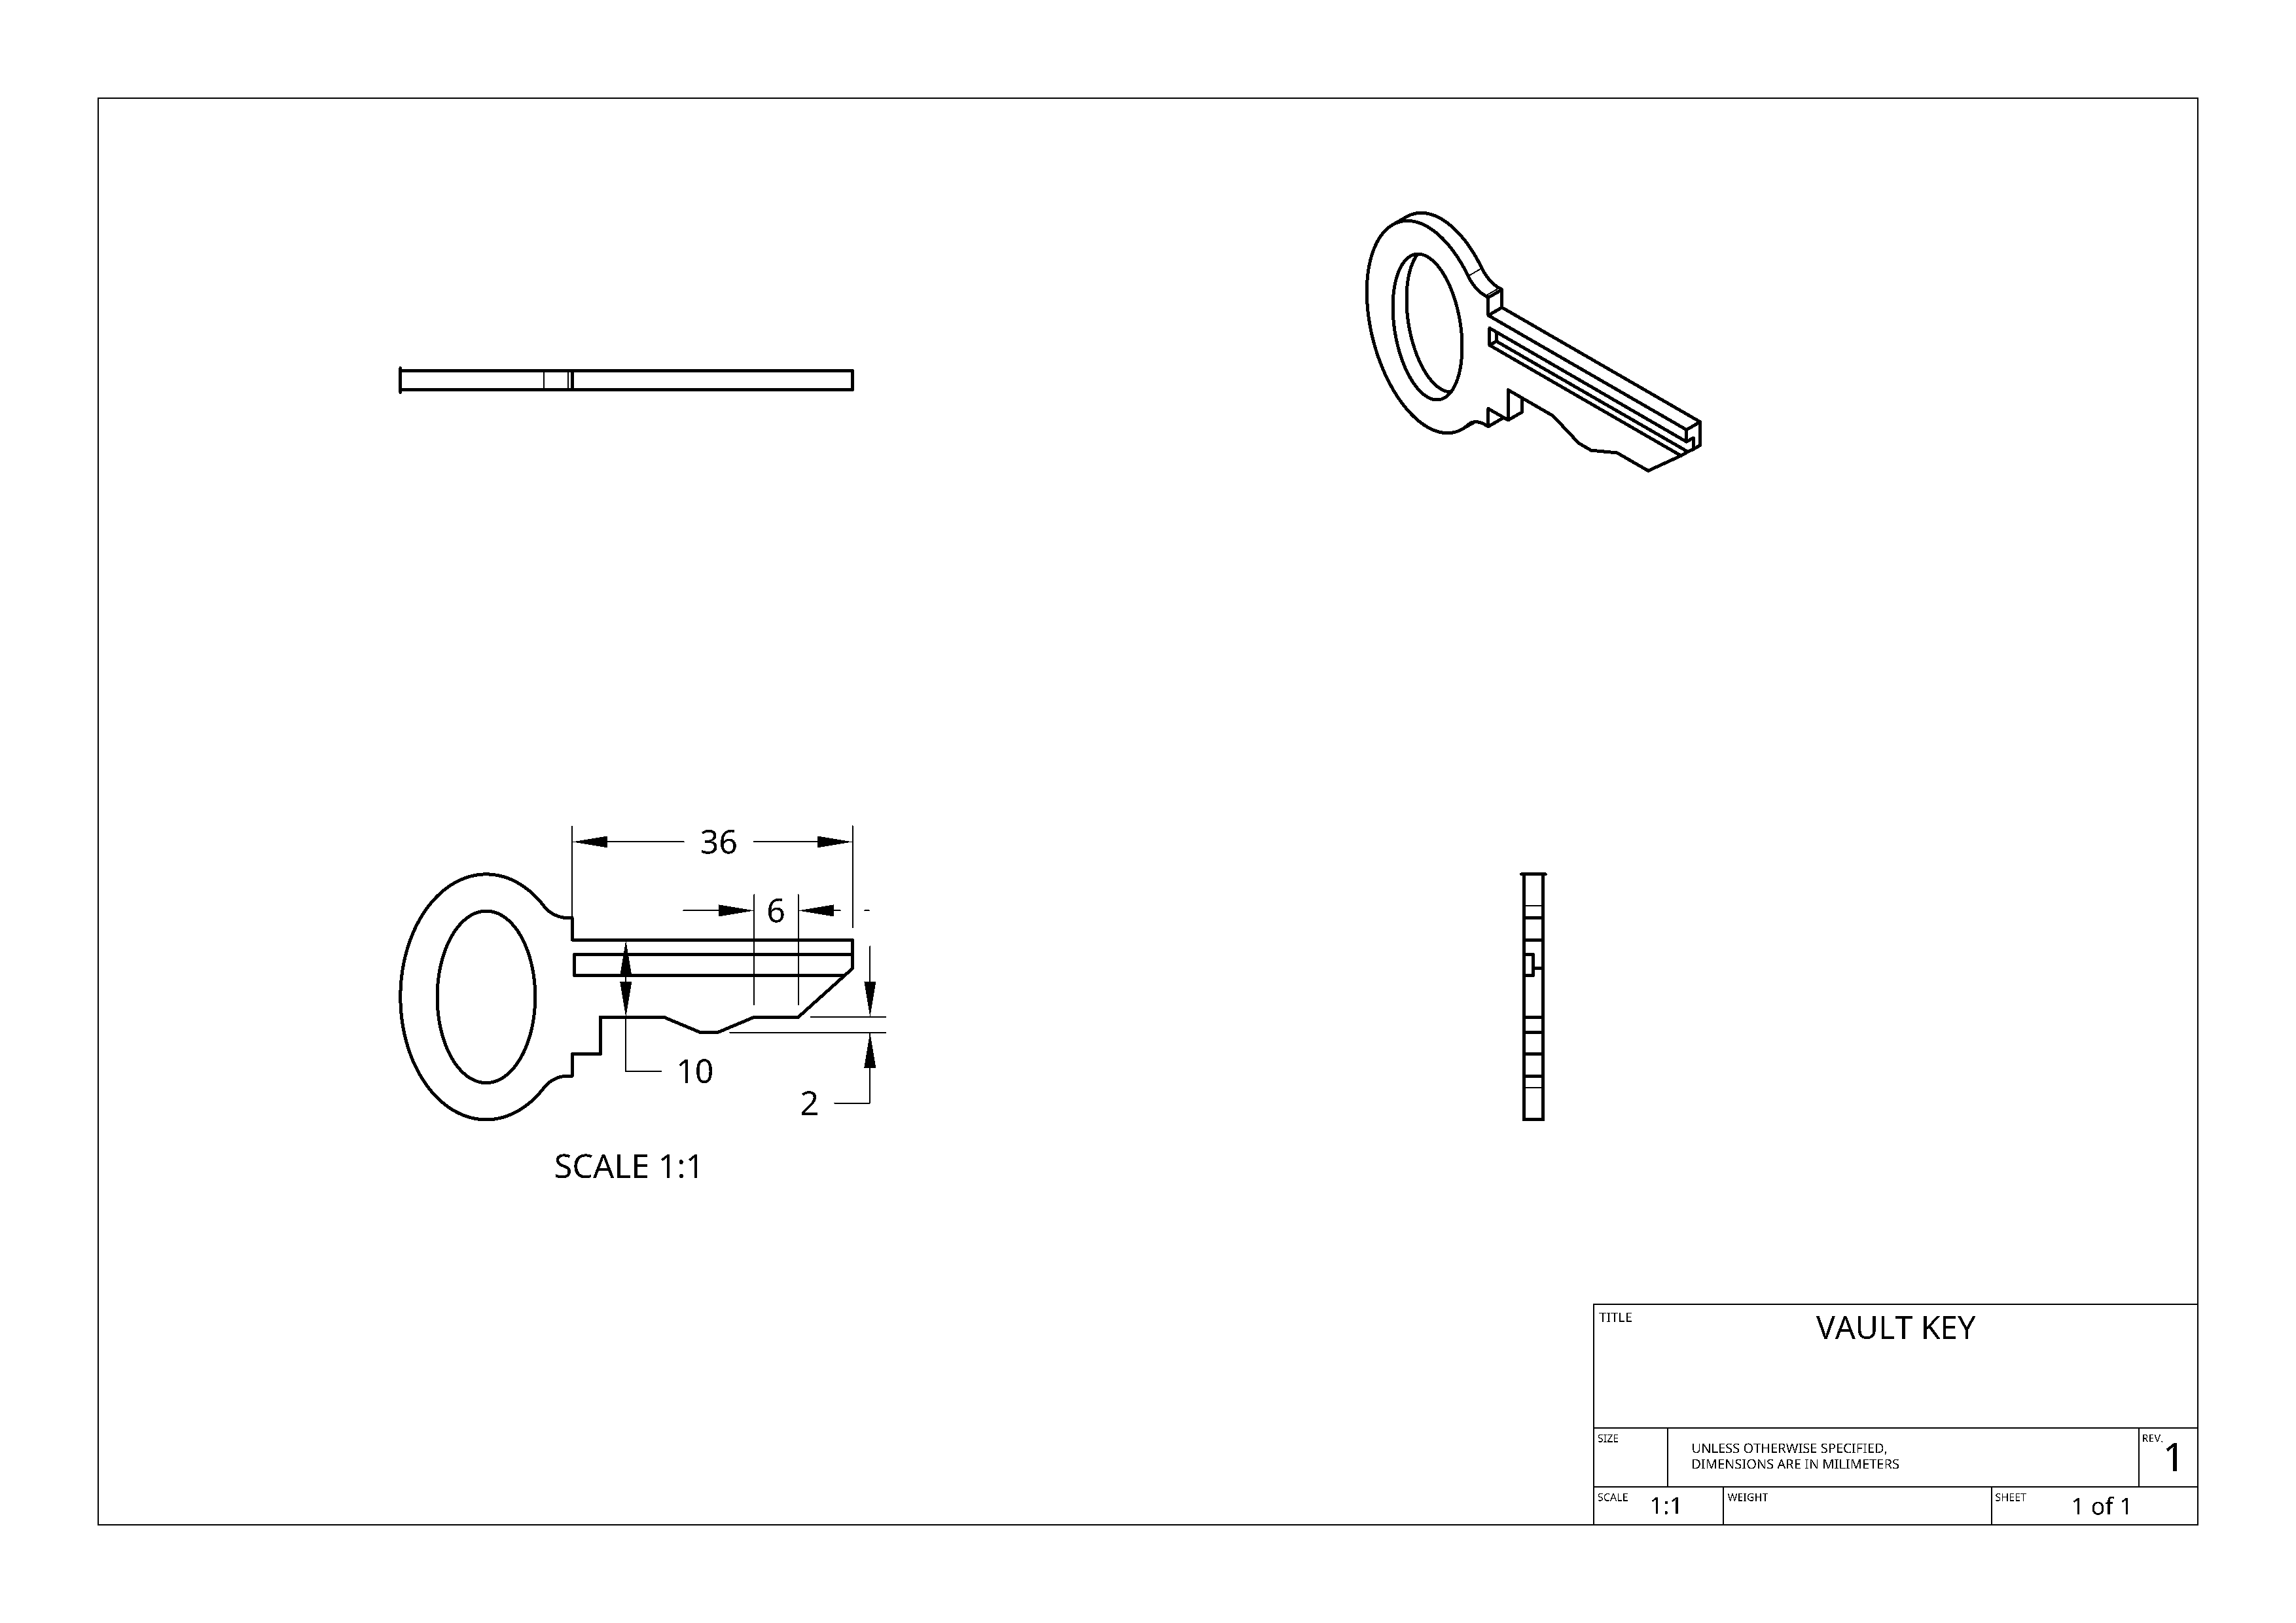 36
6
10
2
SCALE 1:1
TITLE
VAULT KEY
SIZE
UNLESS OTHERWISE SPECIFIED,
DIMENSIONS ARE IN MILIMETERS
REV.
1
SCALE
1:1
WEIGHT
SHEET
1 of 1